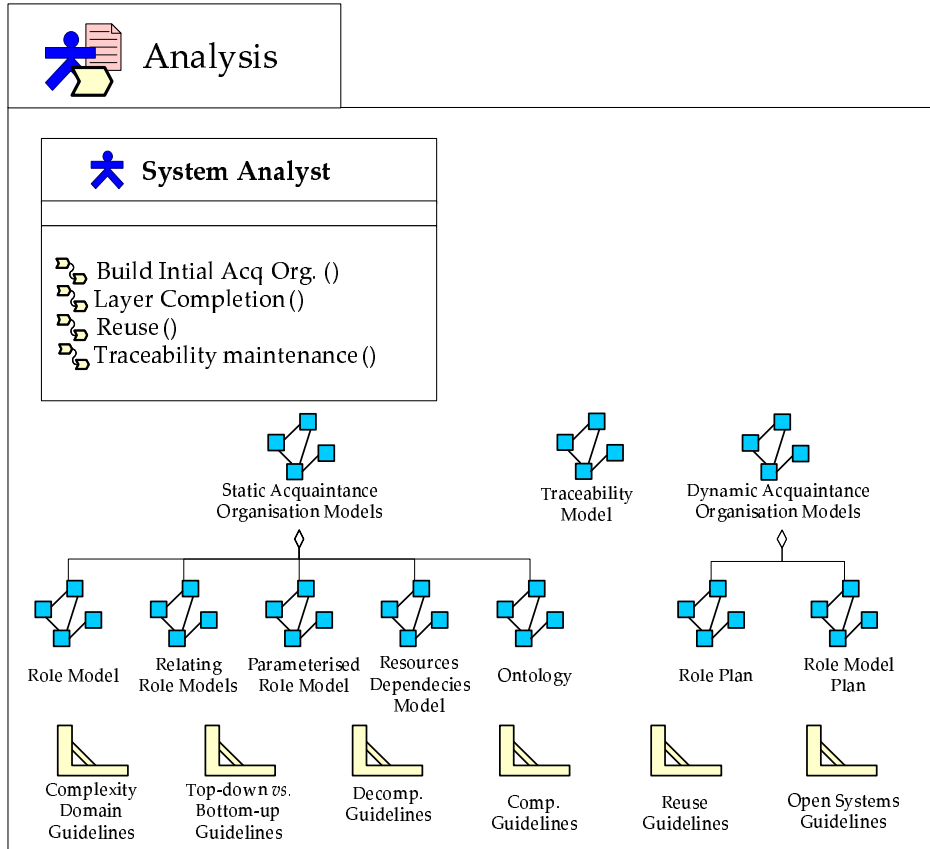 Analysis
System Analyst
Build Intial Acq Org. ()
Layer Completion ()
Reuse ()
Traceability maintenance ()
Static Acquaintance
Organisation Models
Traceability
Model
Dynamic Acquaintance
Organisation Models
Role Model
Relating
Role Models
Parameterised
Role Model
Resources
Dependecies
Model
Ontology
Role Plan
Role Model
Plan
Complexity
Domain
Guidelines
Top-down vs.
Bottom-up
Guidelines
Decomp.
Guidelines
Comp.
Guidelines
Reuse
Guidelines
Open Systems
Guidelines